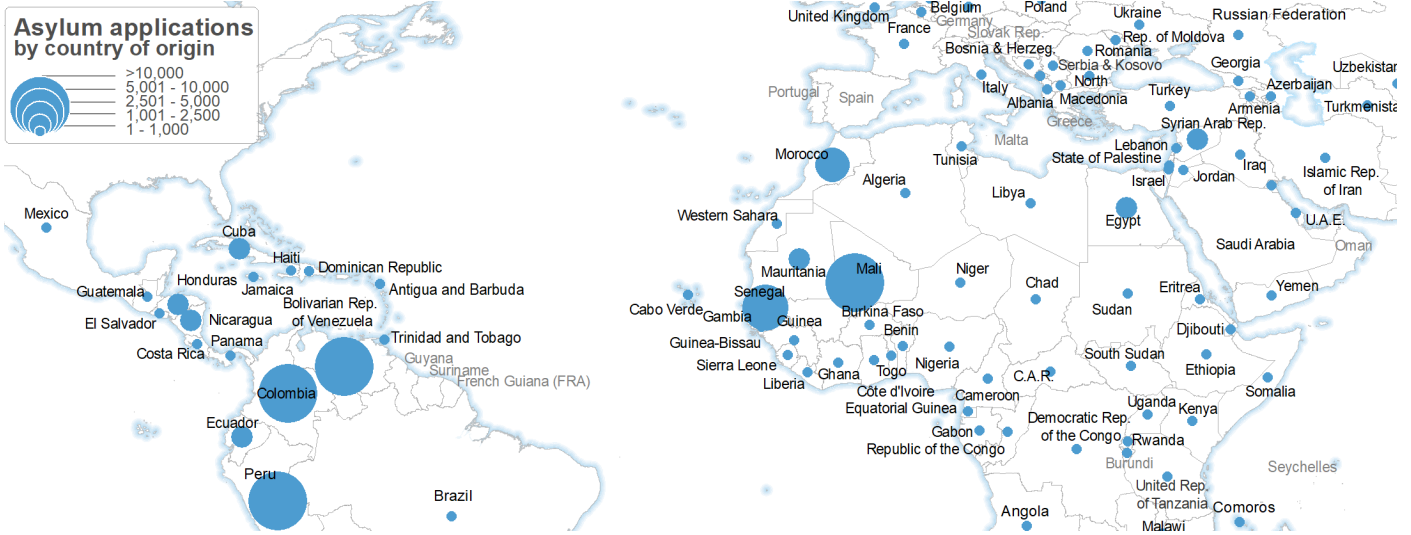 Asylum applications
by country of origin
>10,000
5,001 - 10,000
2,501 - 5,000
1,001 - 2,500
1 - 1,000
Mexico
Cuba
Haiti
Dominican Republic
Honduras
Jamaica
Antigua and Barbuda
Guatemala
Bolivarian Rep.
of Venezuela
El Salvador
Nicaragua
Costa Rica
Panama
Trinidad and Tobago
Guyana
Suriname
French Guiana (FRA)
Colombia
Ecuador
Peru
Brazil
United Kingdom
Belgium
Poland
Germany
France
Slovak Rep.
Ukraine
Russian Federation
Rep. of Moldova
Bosnia & Herzeg.
Romania
Serbia & Kosovo
Georgia
Uzbekistan
Italy
North
Macedonia
Albania
Portugal
Spain
Greece
Malta
Turkey
Azerbaijan
Armenia
Turkmenista
Syrian Arab Rep.
Morocco
Tunisia
Lebanon
State of Palestine
Israel
Jordan
Iraq
Islamic Rep.
of Iran
Algeria
Libya
Egypt
U.A.E.
Western Sahara
Saudi Arabia
Oman
Mauritania
Mali
Niger
Chad
Sudan
Eritrea
Yemen
Cabo Verde
Senegal
Gambia
Guinea
Burkina Faso
Benin
Djibouti
Guinea-Bissau
Sierra Leone
Liberia
Ghana
Togo
Nigeria
Côte d'Ivoire
Cameroon
C.A.R.
South Sudan
Ethiopia
Somalia
Equatorial Guinea
Gabon
Republic of the Congo
Democratic Rep.
of the Congo
Uganda
Kenya
Rwanda
Burundi
Seychelles
United Rep.
of Tanzania
Angola
Malawi
Comoros